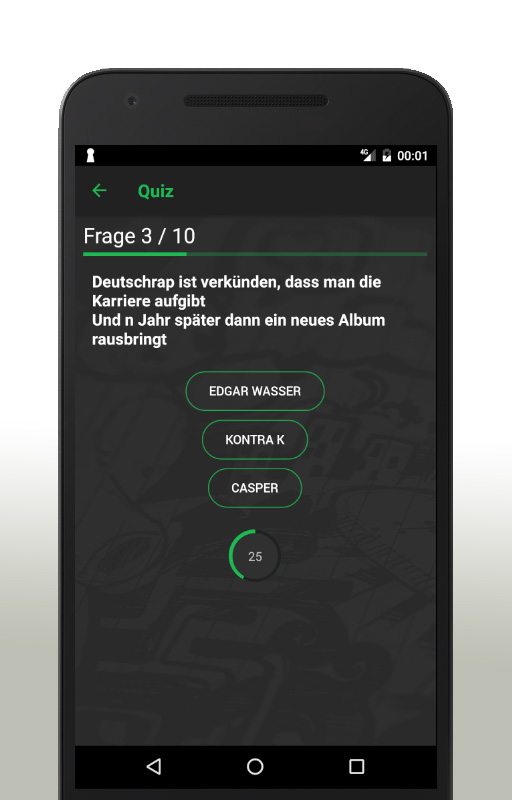 4G 00:01
Quiz
Frage 3 / 10
Deutschrap ist verkünden, dass man die
Karriere aufgibt
Und n Jahr später dann ein neues Album
rausbringt
EDGAR WASSER
KONTRA K
CASPER
25